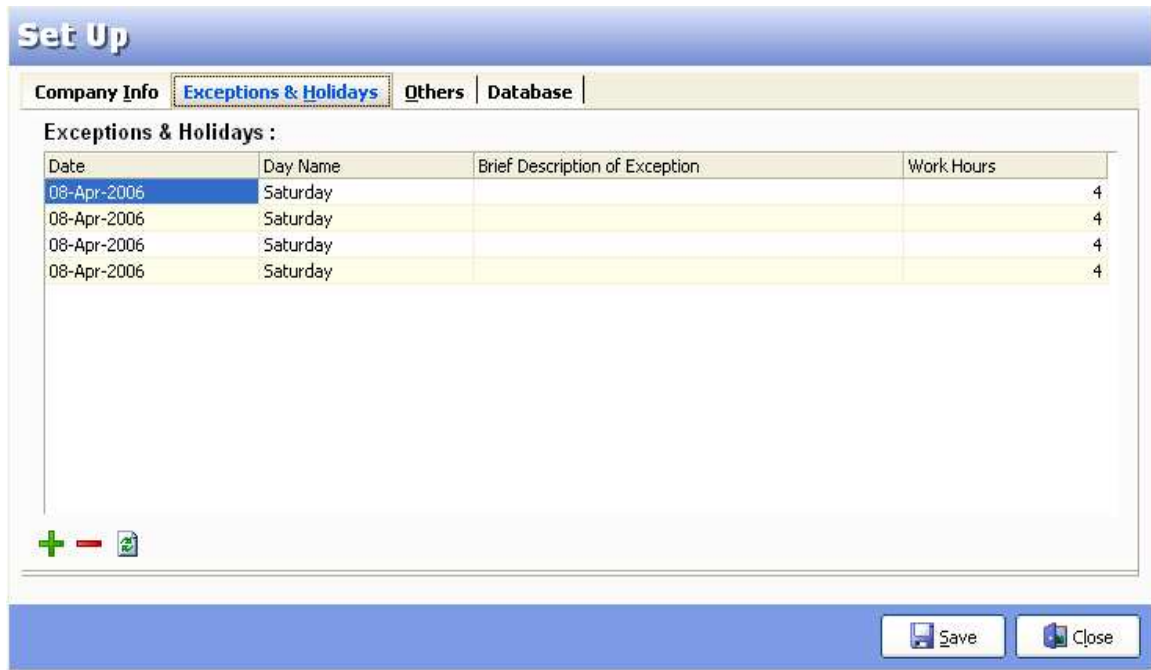 Set Up
Company Info Exceptions & Holidays Others Database
Exceptions & Holidays :
Date Day Name Brief Description of Exception Work Hours
08-Apr-2006 Saturday 4
08-Apr-2006 Saturday 4
08-Apr-2006 Saturday 4
08-Apr-2006 Saturday 4
Save Close